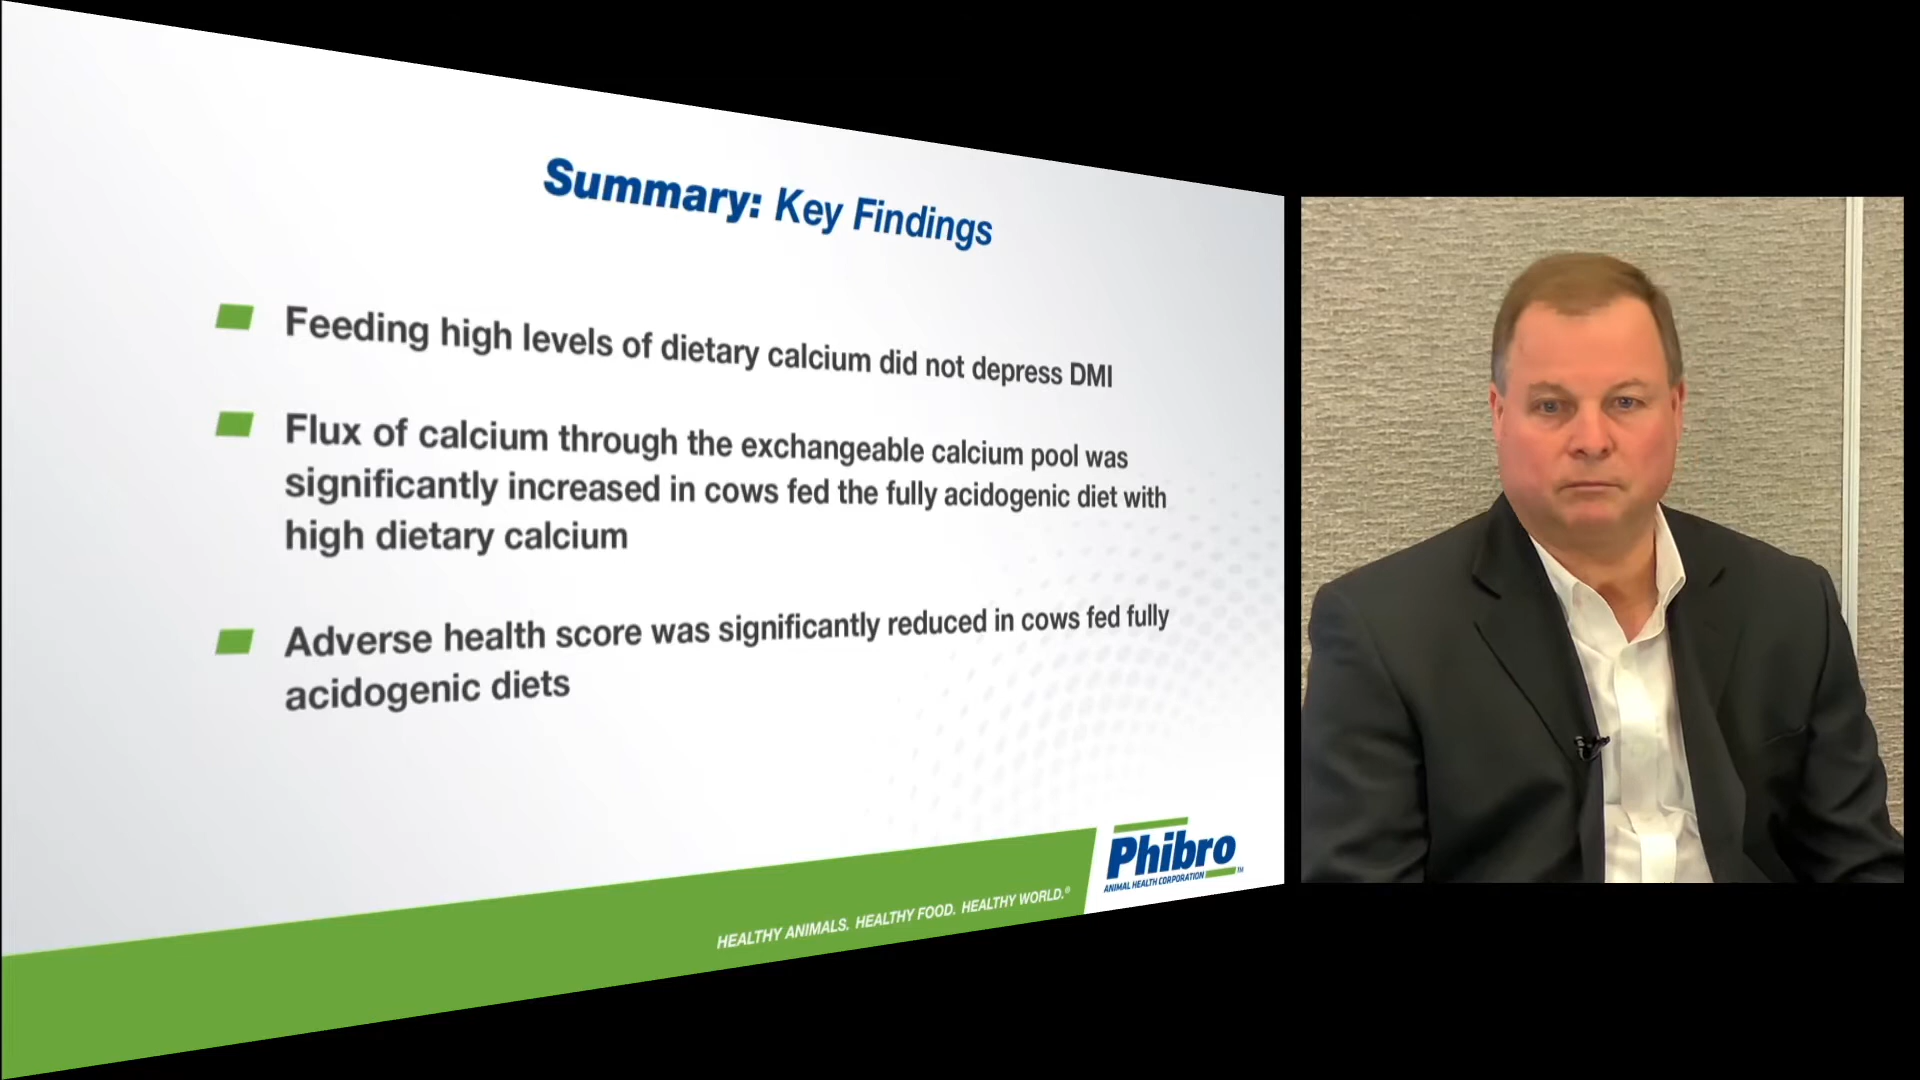 Summary: Key Findings
Feeding high levels of dietary calcium did not depress DMI
Flux of calcium through the exchangeable calcium pool was
significantly increased in cows fed the fully acidogenic diet with
high dietary calcium
Adverse health score was significantly reduced in cows fed fully
acidogenic diets
Phibro
ANIMAL HEALTH CORPORATION ™
HEALTHY ANIMALS. HEALTHY FOOD. HEALTHY WORLD.®